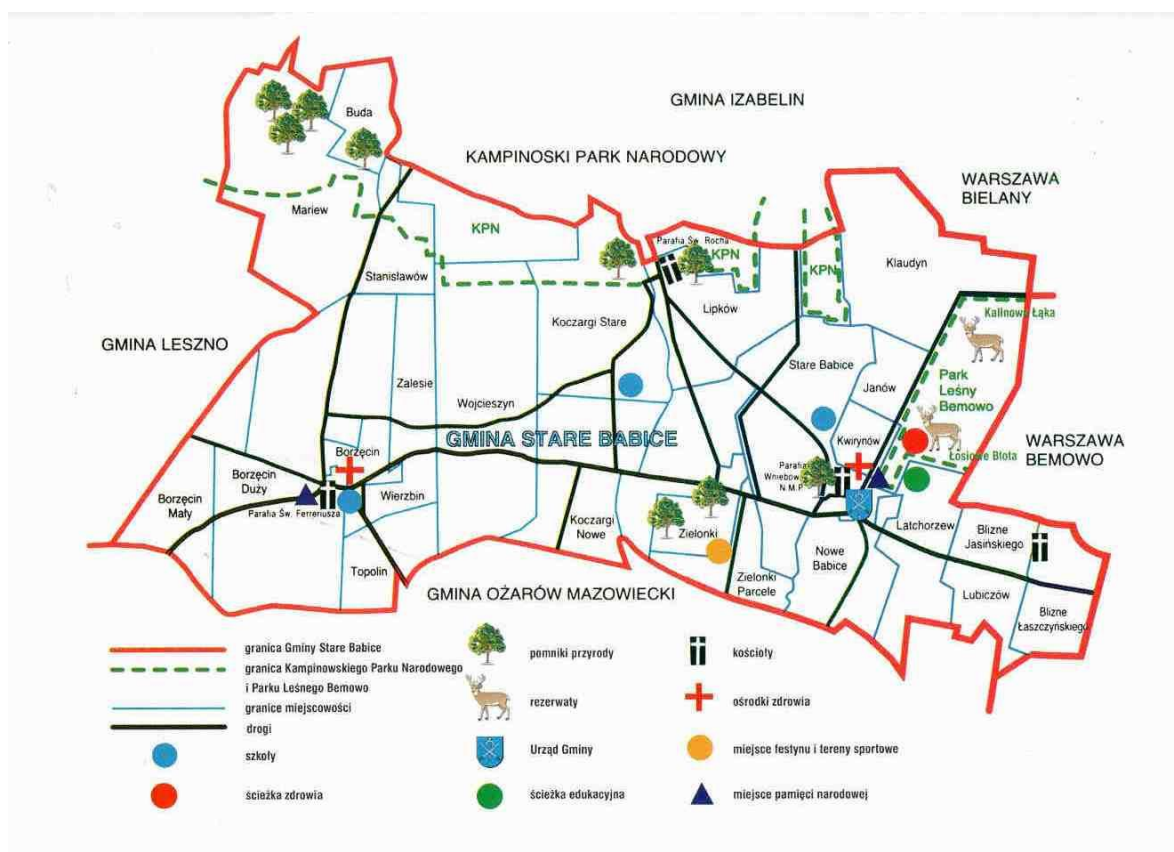 GMINA IZABELIN
Buda
KAMPINOSKI PARK NARODOWY
WARSZAWA
BIELANY
Mariew
KPN
Parafia Św. Rocha
KPN
KPN
Klaudyn
Stanisławów
Lipków
Kalinowa Łąka
Koczargi Stare
GMINA LESZNO
Stare Babice
Janów
Park
Leśny
Bemowo
Zalesie
Wojcieszyn
GMINA STARE BABICE
Kwirynów
WARSZAWA
BEMOWO
Borzęcin
Łosiowe Błota
Borzęcin
Duży
Parafia
Wniebow.
N.M.P.
Borzęcin
Mały
Wierzbin
Parafia Św. Ferreriusza
Koczargi
Nowe
Zielonki
Latchorzew
Blizne
Jasińskiego
Nowe
Babice
Topolin
Zielonki
Parcele
Lubiczów
GMINA OŻARÓW MAZOWIECKI
Blizne
Łaszczyńskiego
granica Gminy Stare Babice
granica Kampinowskiego Parku Narodowego
i Parku Leśnego Bemowo
granice miejscowości
drogi
szkoły
ścieżka zdrowia
pomniki przyrody
rezerwaty
Urząd Gminy
ścieżka edukacyjna
kościoły
ośrodki zdrowia
miejsce festynu i tereny sportowe
miejsce pamięci narodowej